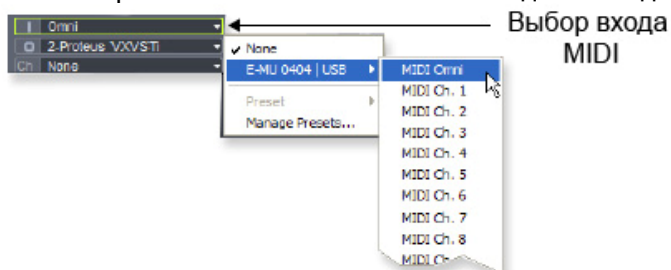 I Omni
Выбор входа
MIDI
O 2-Proteus VXVSTi
Ch None
None
E-MU 0404 | USB
Preset
Manage Presets...
MIDI Omni
MIDI Ch. 1
MIDI Ch. 2
MIDI Ch. 3
MIDI Ch. 4
MIDI Ch. 5
MIDI Ch. 6
MIDI Ch. 7
MIDI Ch. 8
MIDI